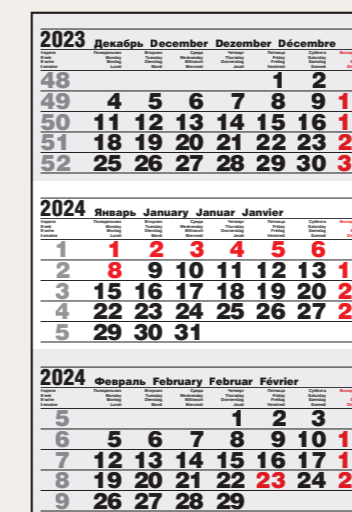 2023 Декабрь December Dezember Décembre
48 1 2
49 4 5 6 7 8 9 1
50 11 12 13 14 15 16 1
51 18 19 20 21 22 23 2
52 25 26 27 28 29 30 3
2024 Январь January Januar Janvier
1 1 2 3 4 5 6
2 8 9 10 11 12 13 1
3 15 16 17 18 19 20 2
4 22 23 24 25 26 27 2
5 29 30 31
2024 Февраль February Februar Février
5 1 2 3
6 5 6 7 8 9 10 1
7 12 13 14 15 16 17 1
8 19 20 21 22 23 24 2
9 26 27 28 29